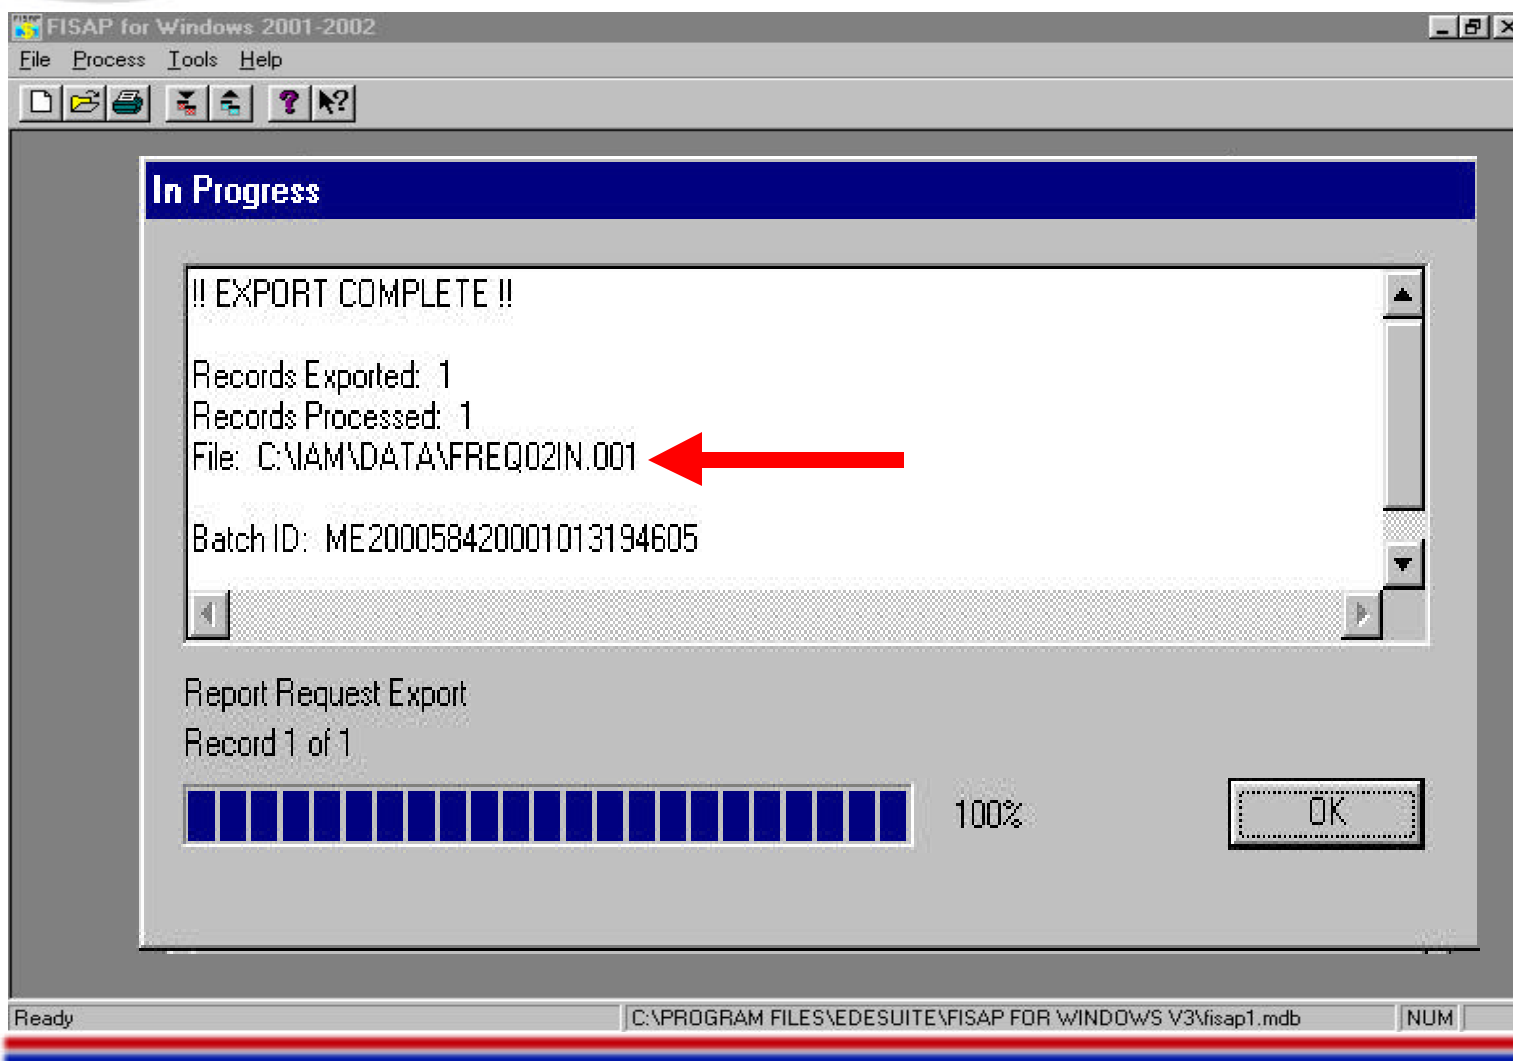 FISAP for Windows 2001-2002
File Process Tools Help
In Progress
!! EXPORT COMPLETE !!
Records Exported: 1
Records Processed: 1
File: C:\IAM\DATA\FREQ02IN.001
Batch ID: ME200058420001013194605
Report Request Export
Record 1 of 1
100%
OK
Ready
C:\PROGRAM FILES\EDESUITE\FISAP FOR WINDOWS V3\fisap1.mdb
NUM